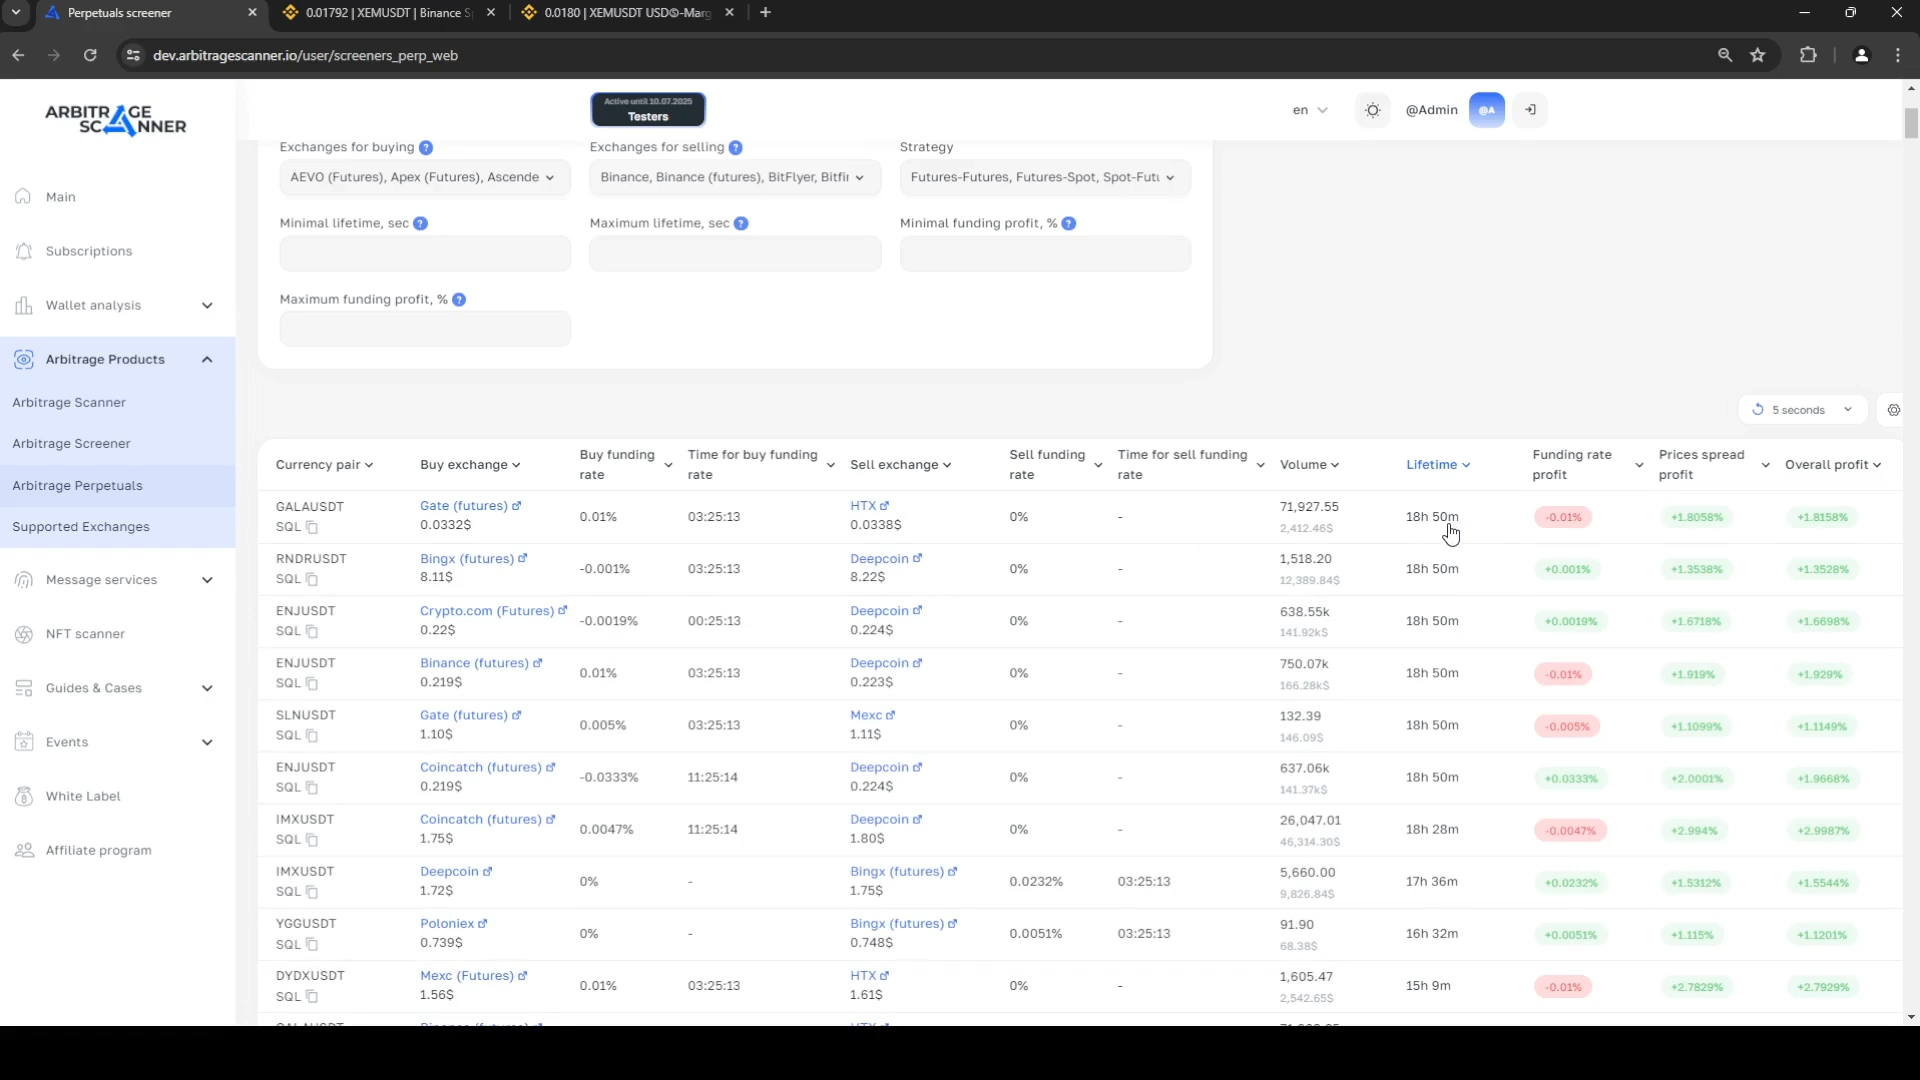 Perpetuals screener
0.01792 | XEMUSDT | Binance S
0.0180 | XEMUSDT USDⓈ-Marg
dev.arbitragescanner.io/user/screeners_perp_web
ARBITRAGE
SCANNER
Active until 10.07.2025
Testers
en
@Admin
@A
Main
Subscriptions
Wallet analysis
Arbitrage Products
Arbitrage Scanner
Arbitrage Screener
Arbitrage Perpetuals
Supported Exchanges
Message services
NFT scanner
Guides & Cases
Events
White Label
Affiliate program
Exchanges for buying ?
Exchanges for selling ?
Strategy
AEVO (Futures), Apex (Futures), Ascende
Binance, Binance (futures), BitFlyer, Bitfir
Futures-Futures, Futures-Spot, Spot-Futu
Minimal lifetime, sec ?
Maximum lifetime, sec ?
Minimal funding profit, % ?
Maximum funding profit, % ?
5 seconds
Currency pair Buy exchange Buy funding rate Time for buy funding rate Sell exchange Sell funding rate Time for sell funding rate Volume Lifetime Funding rate profit Prices spread profit Overall profit
GALAUSDT Gate (futures) 0.01% 03:25:13 HTX 0% - 71,927.55 18h 50m -0.01% +1.8058% +1.8158%
SQL 0.0332$ 0.0338$ 2,412.46$
RNDRUSDT Bingx (futures) -0.001% 03:25:13 Deepcoin 0% - 1,518.20 18h 50m +0.001% +1.3538% +1.3528%
SQL 8.11$ 8.22$ 12,389.84$
ENJUSDT Crypto.com (Futures) -0.0019% 00:25:13 Deepcoin 0% - 638.55k 18h 50m +0.0019% +1.6718% +1.6698%
SQL 0.22$ 0.224$ 141.92k$
ENJUSDT Binance (futures) 0.01% 03:25:13 Deepcoin 0% - 750.07k 18h 50m -0.01% +1.919% +1.929%
SQL 0.219$ 0.223$ 166.28k$
SLNUSDT Gate (futures) 0.005% 03:25:13 Mexc 0% - 132.39 18h 50m -0.005% +1.1099% +1.1149%
SQL 1.10$ 1.11$ 146.09$
ENJUSDT Coincatch (futures) -0.0333% 11:25:14 Deepcoin 0% - 637.06k 18h 50m +0.0333% +2.0001% +1.9668%
SQL 0.219$ 0.224$ 141.37k$
IMXUSDT Coincatch (futures) 0.0047% 11:25:14 Deepcoin 0% - 26,047.01 18h 28m -0.0047% +2.994% +2.9987%
SQL 1.75$ 1.80$ 46,314.30$
IMXUSDT Deepcoin 0% - Bingx (futures) 0.0232% 03:25:13 5,660.00 17h 36m +0.0232% +1.5312% +1.5544%
SQL 1.72$ 1.75$ 9,826.84$
YGGUSDT Poloniex 0% - Bingx (futures) 0.0051% 03:25:13 91.90 16h 32m +0.0051% +1.115% +1.1201%
SQL 0.739$ 0.748$ 68.38$
DYDXUSDT Mexc (Futures) 0.01% 03:25:13 HTX 0% - 1,605.47 15h 9m -0.01% +2.7829% +2.7929%
SQL 1.56$ 1.61$ 2,542.65$